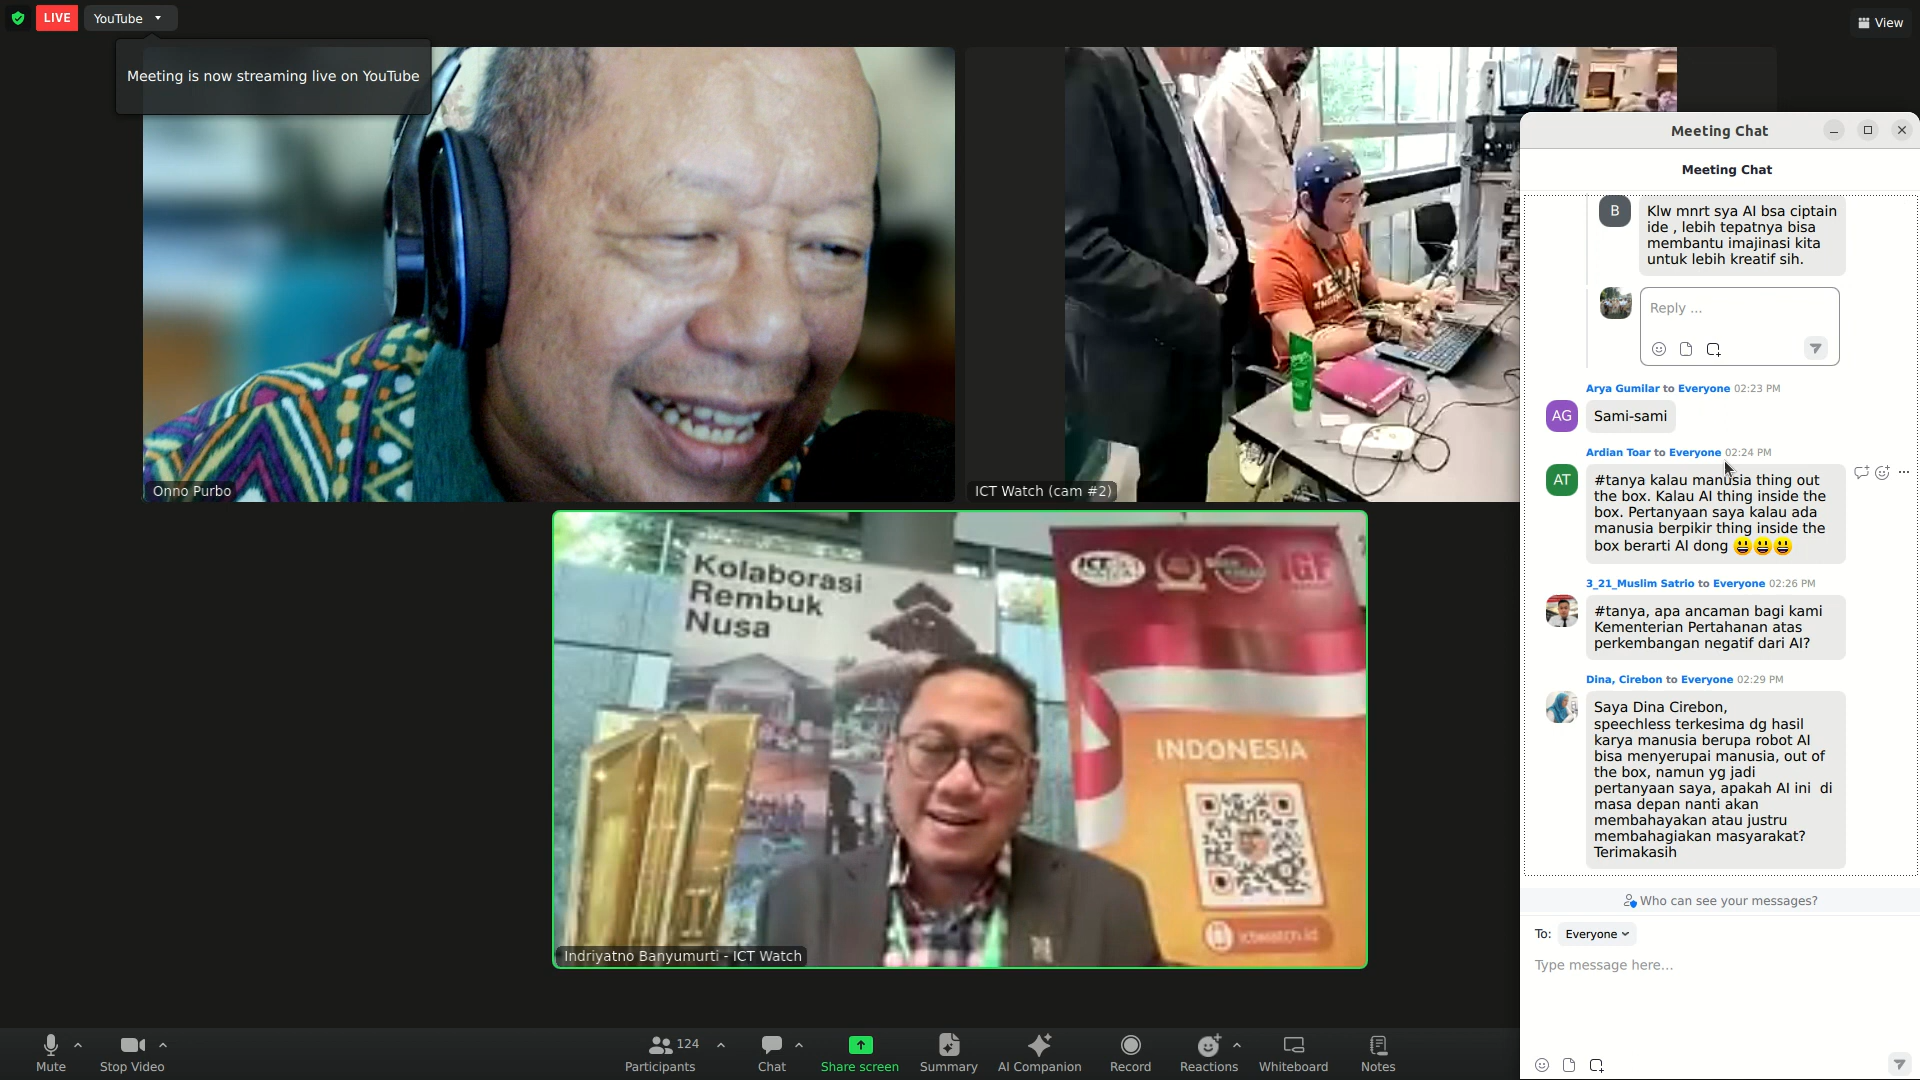 LIVE
YouTube
View
Meeting is now streaming live on YouTube
Onno Purbo
TEXAS
ICT Watch (cam #2)
Kolaborasi
Rembuk
Nusa
ICT
IGF
INDONESIA
ictwatch.id
Indriyatno Banyumurti - ICT Watch
Meeting Chat
Meeting Chat
B
Klw mnrt sya AI bsa ciptain
ide , lebih tepatnya bisa
membantu imajinasi kita
untuk lebih kreatif sih.
Reply ...
Arya Gumilar to Everyone 02:23 PM
AG
Sami-sami
Ardian Toar to Everyone 02:24 PM
AT
#tanya kalau manusia thing out
the box. Kalau AI thing inside the
box. Pertanyaan saya kalau ada
manusia berpikir thing inside the
box berarti AI dong 😃😃😃
3_21_Muslim Satrio to Everyone 02:26 PM
#tanya, apa ancaman bagi kami
Kementerian Pertahanan atas
perkembangan negatif dari AI?
Dina, Cirebon to Everyone 02:29 PM
Saya Dina Cirebon,
speechless terkesima dg hasil
karya manusia berupa robot AI
bisa menyerupai manusia, out of
the box, namun yg jadi
pertanyaan saya, apakah AI ini  di
masa depan nanti akan
membahayakan atau justru
membahagiakan masyarakat?
Terimakasih
Who can see your messages?
To: Everyone
Type message here...
Mute
Stop Video
124
Participants
Chat
Share screen
Summary
AI Companion
Record
Reactions
Whiteboard
Notes